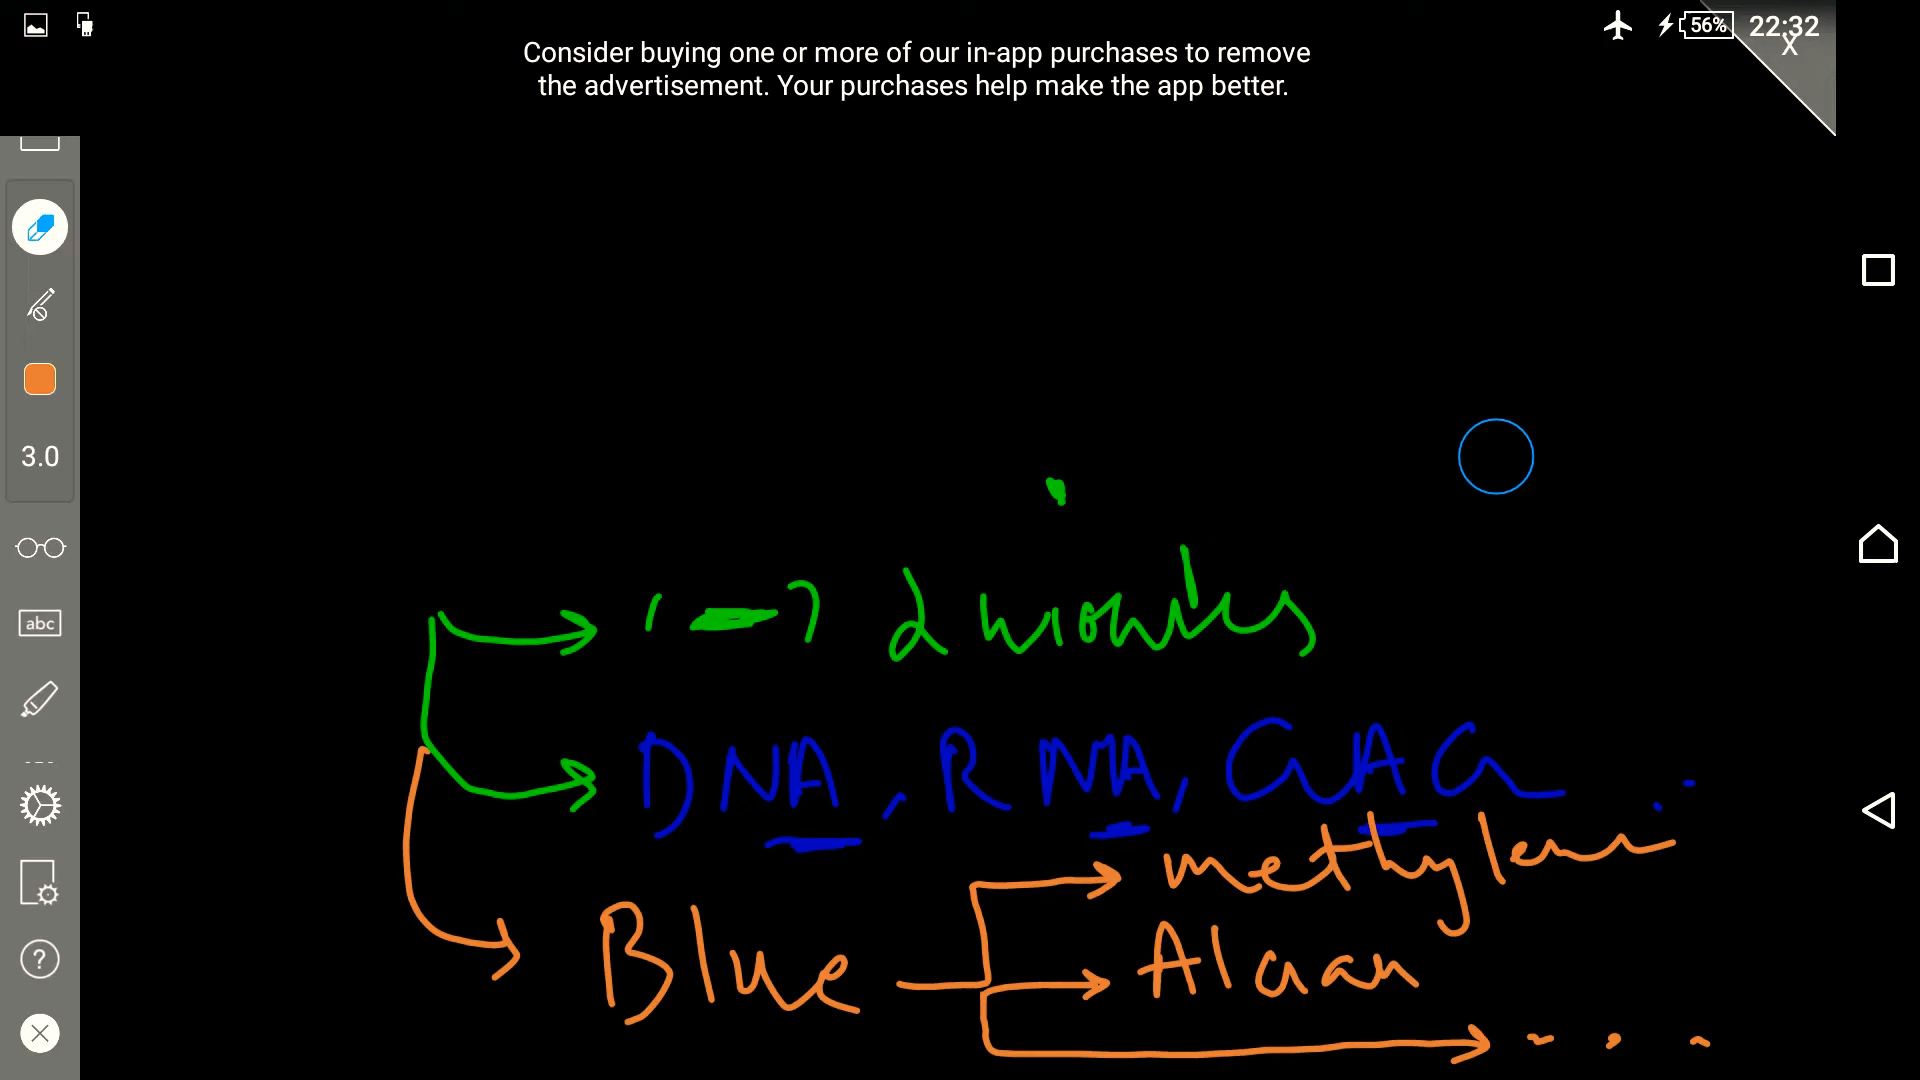 56% 22:32
Consider buying one or more of our in-app purchases to remove
X
the advertisement. Your purchases help make the app better.
3.0
abc
DNA, RNA, GAG ..
methylene
Blue
?